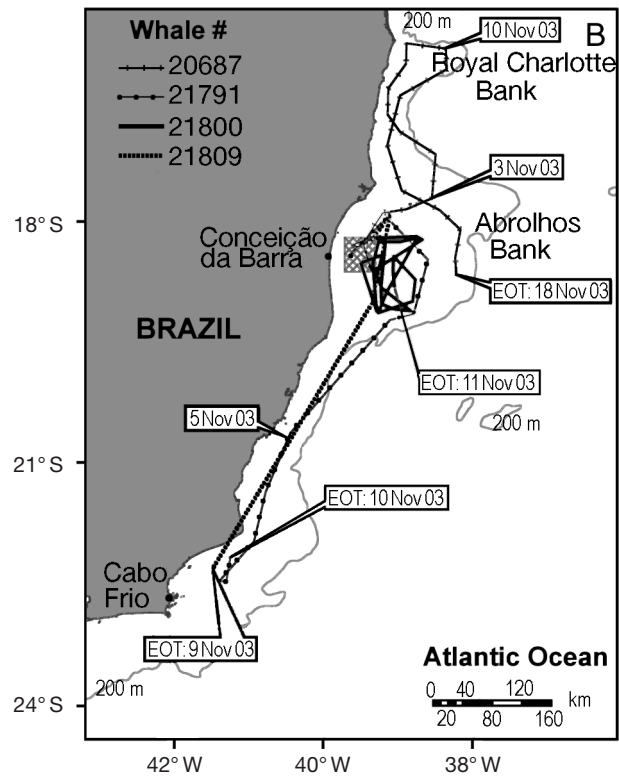 200 m
10 Nov 03
B
Whale #
20687
21791
21800
21809
Royal Charlotte
Bank
3 Nov 03
18°S
Conceição
da Barra
Abrolhos
Bank
EOT: 18 Nov 03
BRAZIL
EOT: 11 Nov 03
5 Nov 03
200 m
21°S
EOT: 10 Nov 03
Cabo
Frio
EOT: 9 Nov 03
Atlantic Ocean
200 m
0 40 120
km
20 80 160
24°S
42°W 40°W 38°W